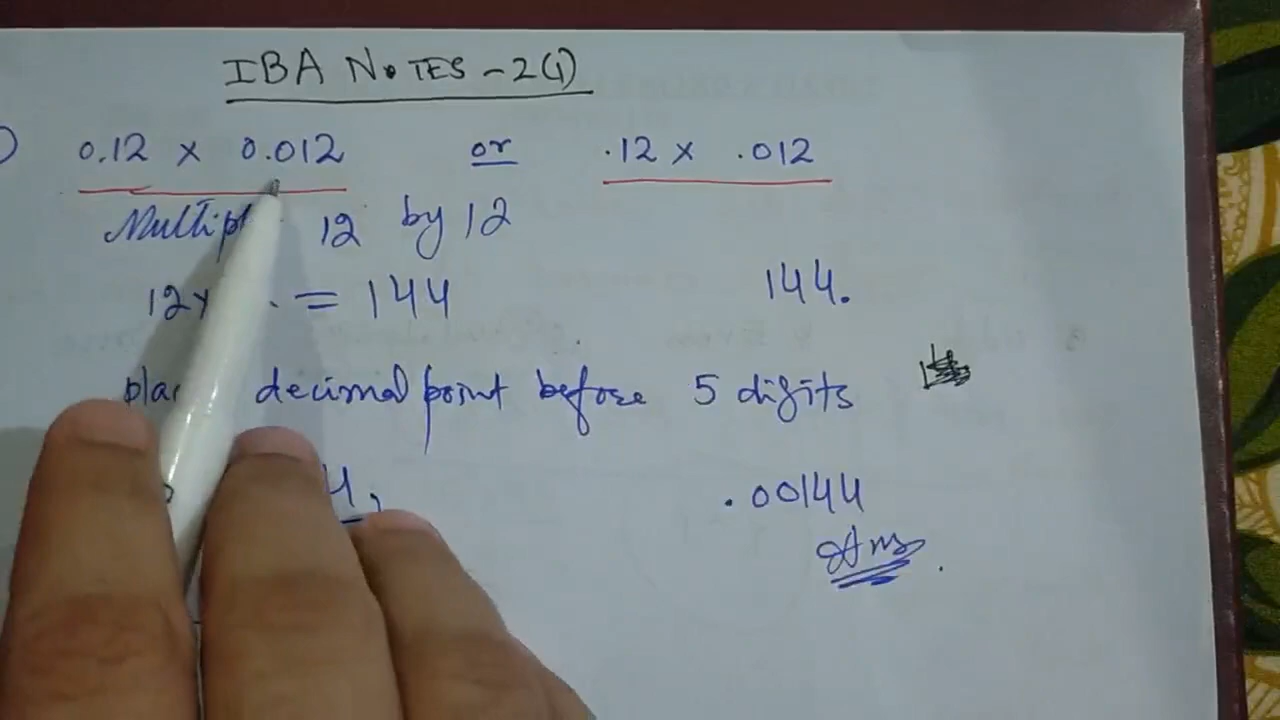 IBA NOTES - 2(1)
) 0.12 x 0.012 or .12 x .012
12 by 12
= 144 144.
decimal point before 5 digits
.00144
Ans